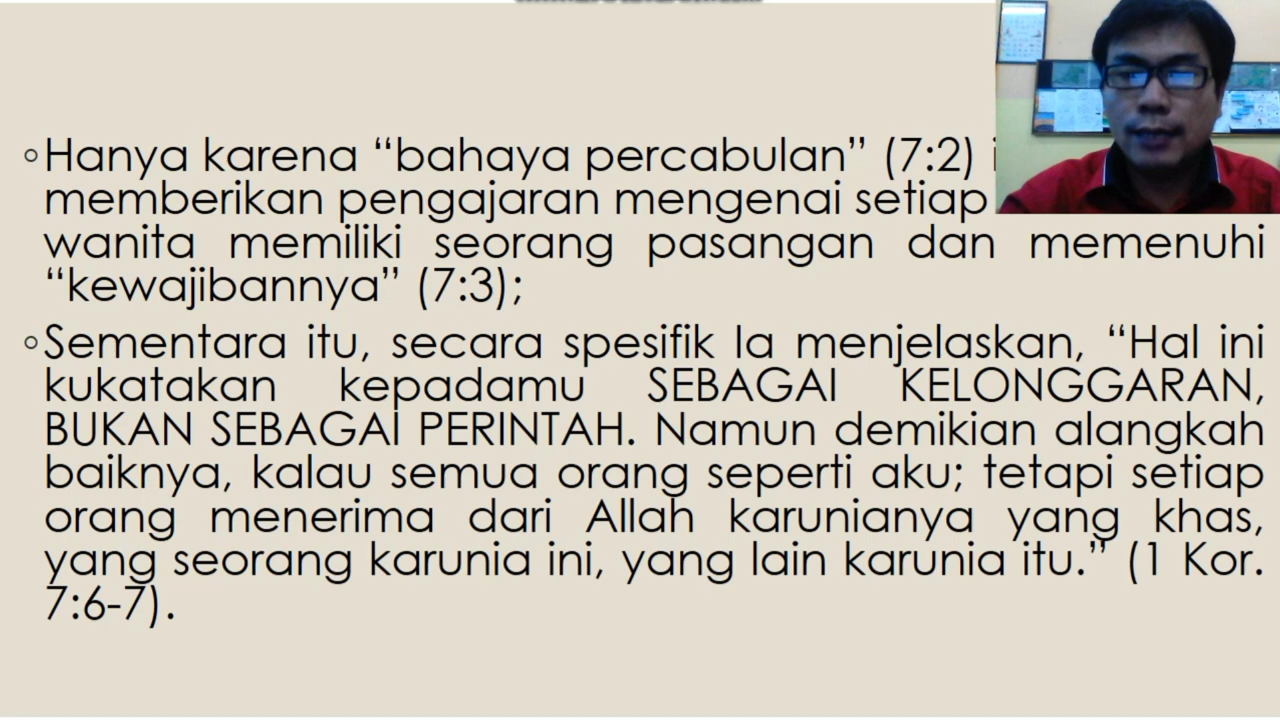 ◦Hanya karena “bahaya percabulan” (7:2)
memberikan pengajaran mengenai setiap
wanita memiliki seorang pasangan dan memenuhi
“kewajibannya” (7:3);
◦Sementara itu, secara spesifik Ia menjelaskan, “Hal ini
kukatakan kepadamu SEBAGAI KELONGGARAN,
BUKAN SEBAGAI PERINTAH. Namun demikian alangkah
baiknya, kalau semua orang seperti aku; tetapi setiap
orang menerima dari Allah karunianya yang khas,
yang seorang karunia ini, yang lain karunia itu.” (1 Kor.
7:6-7).